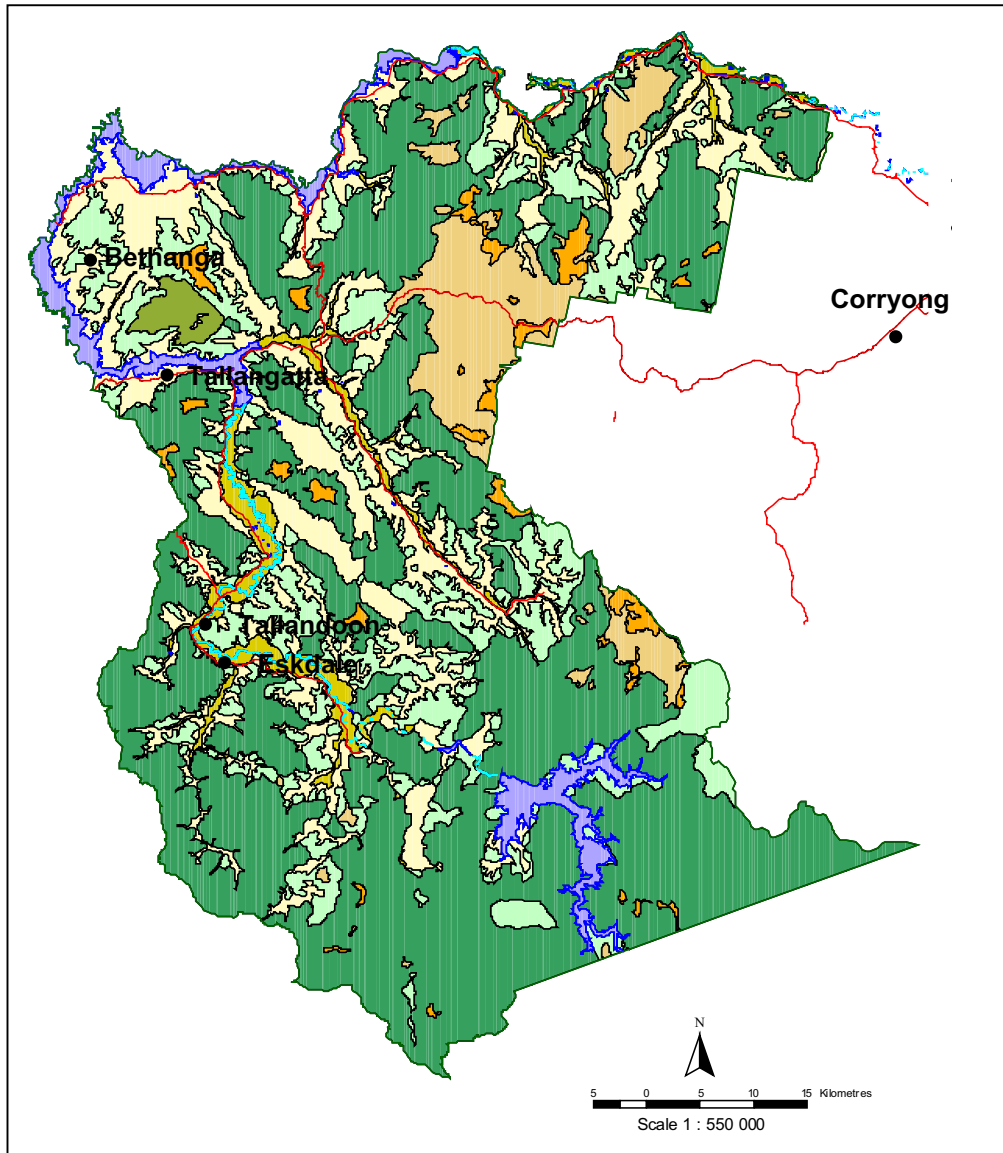 Bethanga
Corryong
Tallangatta
Tallandoon
Eskdale
N
5 0 5 10 15 Kilometres
Scale 1 : 550 000